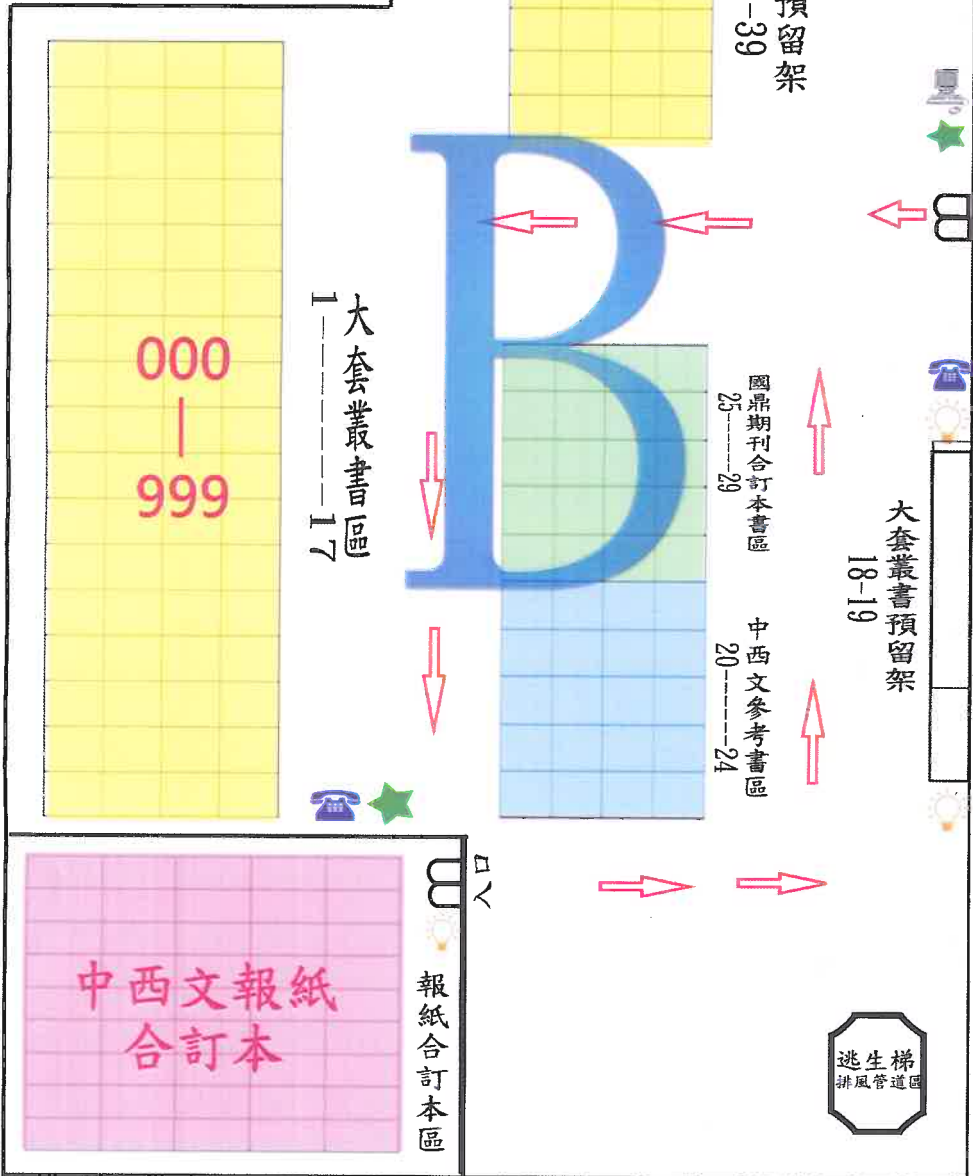 預留架
-39
B
000
|
999
大套叢書區
1-------17
國鼎期刊合訂本書區
25------29
中西文參考書區
20------24
大套叢書預留架
18-19
入口
中西文報紙
合訂本
報紙合訂本區
逃生梯
排風管道區